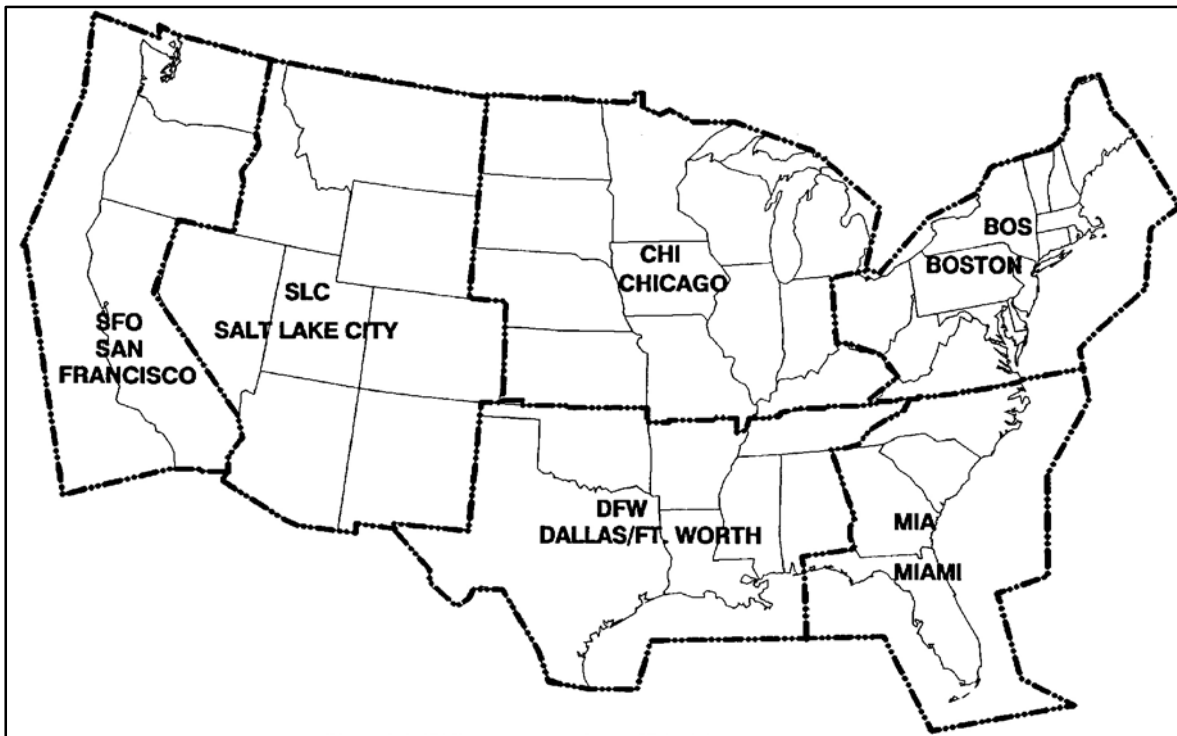 SFO
SAN
FRANCISCO
SLC
SALT LAKE CITY
CHI
CHICAGO
BOS
BOSTON
DFW
DALLAS/FT. WORTH
MIA
MIAMI